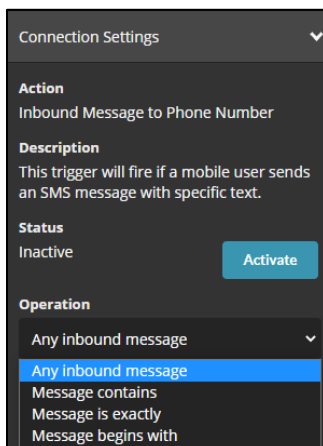 Connection Settings
Action
Inbound Message to Phone Number
Description
This trigger will fire if a mobile user sends
an SMS message with specific text.
Status
Inactive
Activate
Operation
Any inbound message
Any inbound message
Message contains
Message is exactly
Message begins with